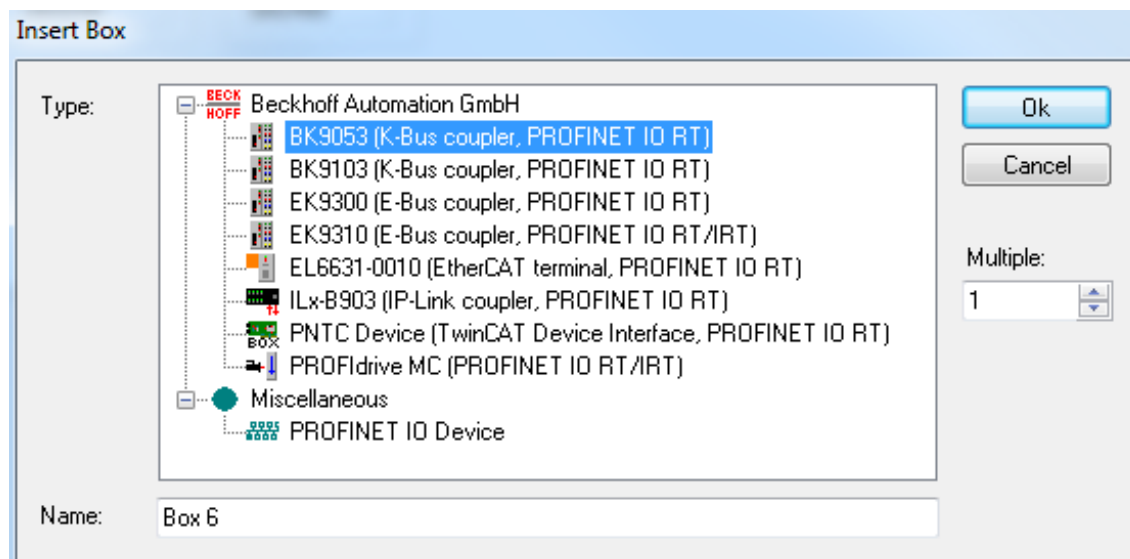 Insert Box
Type:
BECK
HOFF
Beckhoff Automation GmbH
BK9053 (K-Bus coupler, PROFINET IO RT)
BK9103 (K-Bus coupler, PROFINET IO RT)
EK9300 (E-Bus coupler, PROFINET IO RT)
EK9310 (E-Bus coupler, PROFINET IO RT/IRT)
EL6631-0010 (EtherCAT terminal, PROFINET IO RT)
ILx-B903 (IP-Link coupler, PROFINET IO RT)
BOX PNTC Device (TwinCAT Device Interface, PROFINET IO RT)
PROFIdrive MC (PROFINET IO RT/IRT)
Miscellaneous
PROFINET IO Device
Ok
Cancel
Multiple:
1
Name:
Box 6